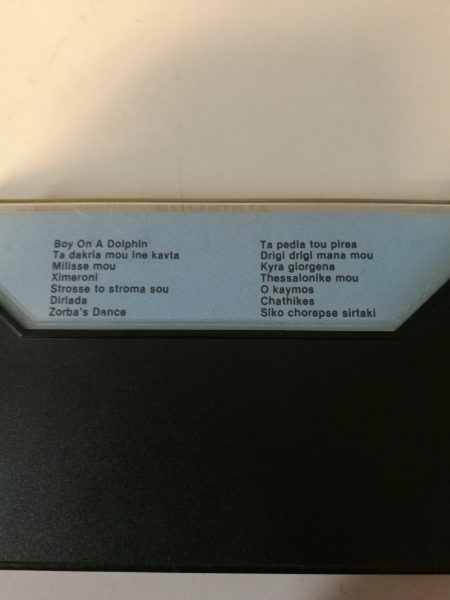 Boy On A Dolphin
Ta dakria mou ine kavta
Milisse mou
Ximeroni
Strosse to stroma sou
Dirlada
Zorba's Dance
Ta pedia tou pirea
Drigi drigi mana mou
Kyra giorgena
Thessalonike mou
O kaymos
Chathikes
Siko chorepse sirtaki